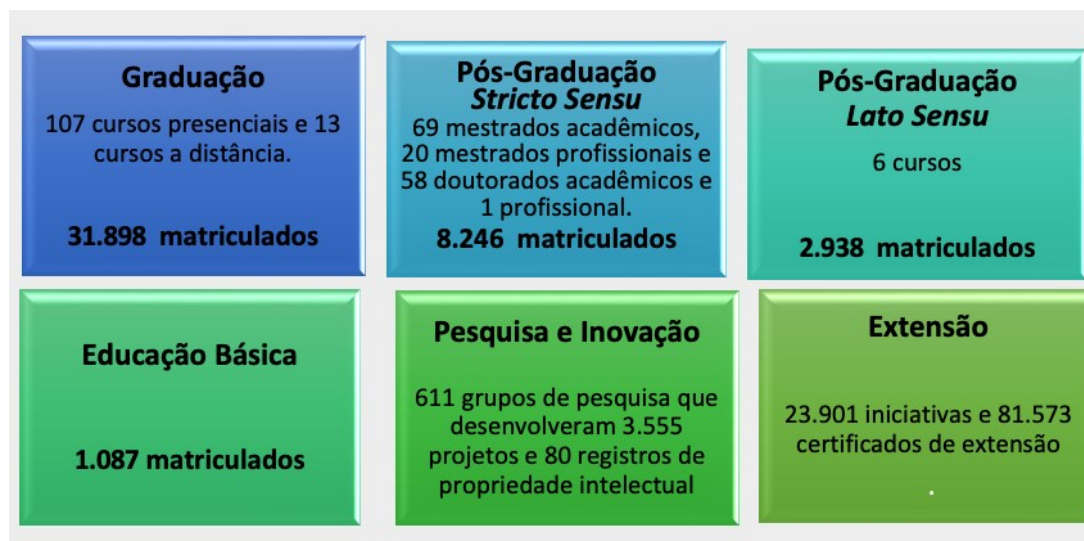 Graduação
107 cursos presenciais e 13
cursos a distância.
31.898 matriculados
Pós-Graduação
Stricto Sensu
69 mestrados acadêmicos,
20 mestrados profissionais e
58 doutorados acadêmicos e
1 profissional.
8.246 matriculados
Pós-Graduação
Lato Sensu
6 cursos
2.938 matriculados
Educação Básica
1.087 matriculados
Pesquisa e Inovação
611 grupos de pesquisa que
desenvolveram 3.555
projetos e 80 registros de
propriedade intelectual
Extensão
23.901 iniciativas e 81.573
certificados de extensão
.